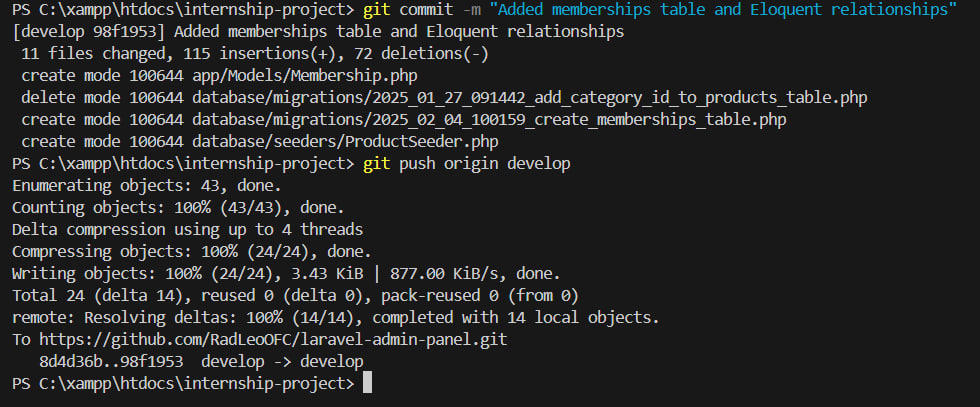 PS C:\xampp\htdocs\internship-project> git commit -m "Added memberships table and Eloquent relationships"
[develop 98f1953] Added memberships table and Eloquent relationships
 11 files changed, 115 insertions(+), 72 deletions(-)
 create mode 100644 app/Models/Membership.php
 delete mode 100644 database/migrations/2025_01_27_091442_add_category_id_to_products_table.php
 create mode 100644 database/migrations/2025_02_04_100159_create_memberships_table.php
 create mode 100644 database/seeders/ProductSeeder.php
PS C:\xampp\htdocs\internship-project> git push origin develop
Enumerating objects: 43, done.
Counting objects: 100% (43/43), done.
Delta compression using up to 4 threads
Compressing objects: 100% (24/24), done.
Writing objects: 100% (24/24), 3.43 KiB | 877.00 KiB/s, done.
Total 24 (delta 14), reused 0 (delta 0), pack-reused 0 (from 0)
remote: Resolving deltas: 100% (14/14), completed with 14 local objects.
To https://github.com/RadLeoOFC/laravel-admin-panel.git
   8d4d36b..98f1953  develop -> develop
PS C:\xampp\htdocs\internship-project>